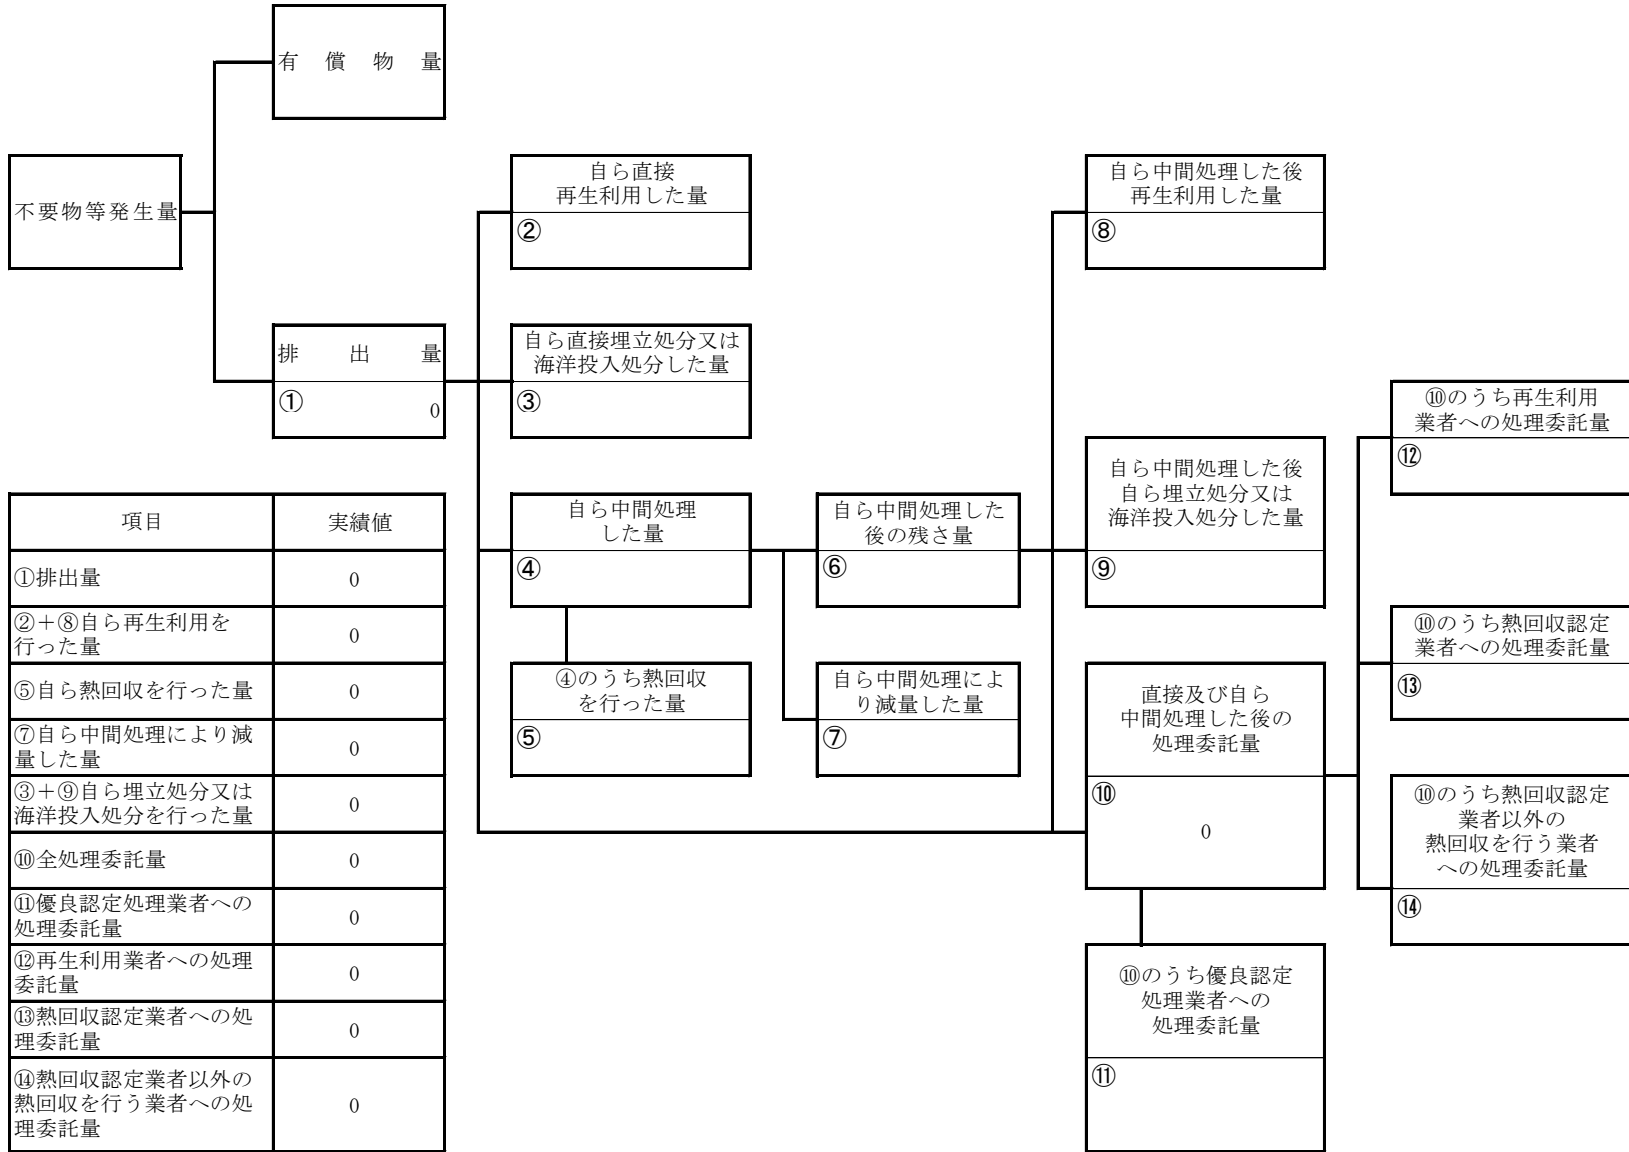 有償物量
不要物等発生量
排出量
①
0
自ら直接
再生利用した量
②
自ら直接埋立処分又は
海洋投入処分した量
③
自ら中間処理
した量
④
④のうち熱回収
を行った量
⑤
自ら中間処理した
後の残さ量
⑥
自ら中間処理によ
り減量した量
⑦
自ら中間処理した後
再生利用した量
⑧
自ら中間処理した後
自ら埋立処分又は
海洋投入処分した量
⑨
直接及び自ら
中間処理した後の
処理委託量
⑩
0
⑩のうち優良認定
処理業者への
処理委託量
⑪
⑩のうち再生利用
業者への処理委託量
⑫
⑩のうち熱回収認定
業者への処理委託量
⑬
⑩のうち熱回収認定
業者以外の
熱回収を行う業者
への処理委託量
⑭
項目 実績値
①排出量 0
②＋⑧自ら再生利用を
行った量 0
⑤自ら熱回収を行った量 0
⑦自ら中間処理により減
量した量 0
③＋⑨自ら埋立処分又は
海洋投入処分を行った量 0
⑩全処理委託量 0
⑪優良認定処理業者への
処理委託量 0
⑫再生利用業者への処理
委託量 0
⑬熱回収認定業者への処
理委託量 0
⑭熱回収認定業者以外の
熱回収を行う業者への処
理委託量 0